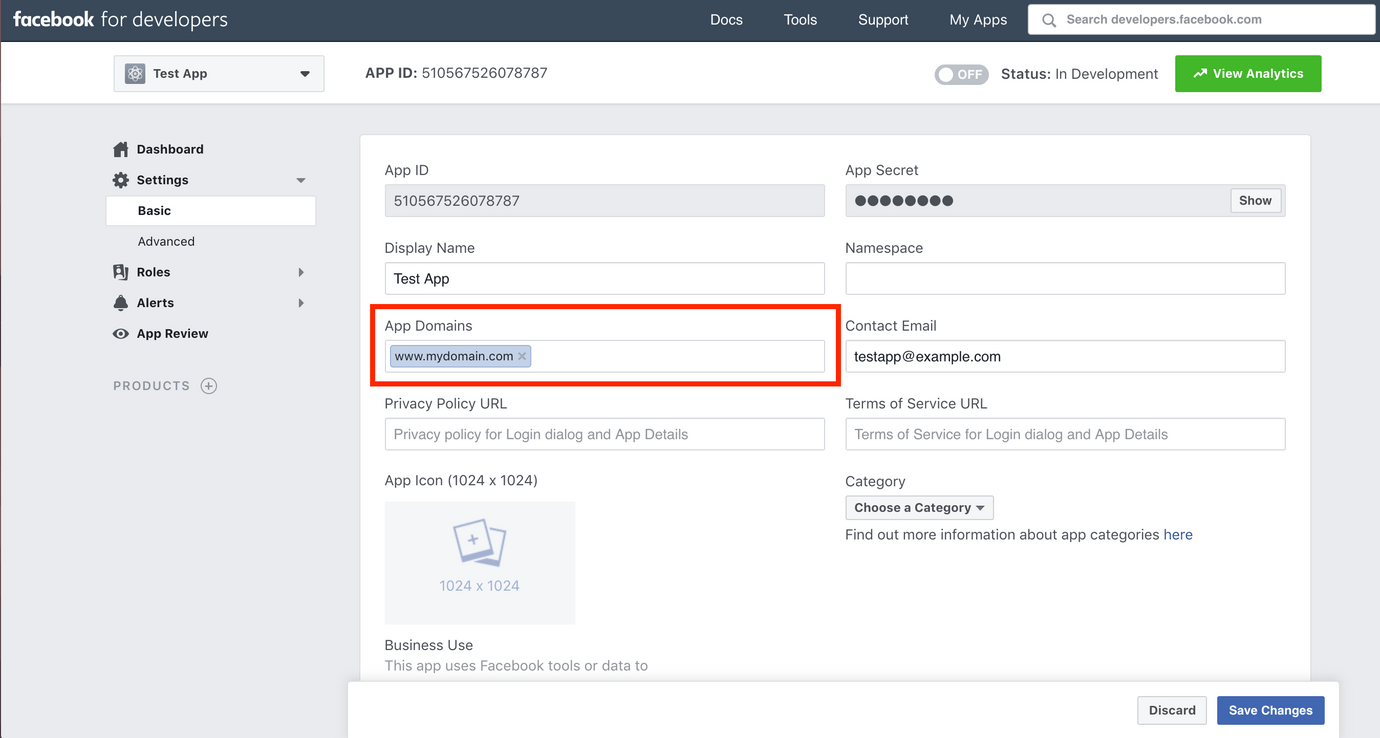 facebook for developers Docs Tools Support My Apps Search developers.facebook.com
Test App APP ID: 510567526078787 OFF Status: In Development View Analytics
Dashboard
Settings
Basic
Advanced
Roles
Alerts
App Review
PRODUCTS
App ID App Secret
510567526078787 ●●●●●●●● Show
Display Name Namespace
Test App
App Domains Contact Email
www.mydomain.com testapp@example.com
Privacy Policy URL Terms of Service URL
Privacy policy for Login dialog and App Details Terms of Service for Login dialog and App Details
App Icon (1024 x 1024) Category
Choose a Category
Find out more information about app categories here
1024 x 1024
Business Use
This app uses Facebook tools or data to
Discard Save Changes